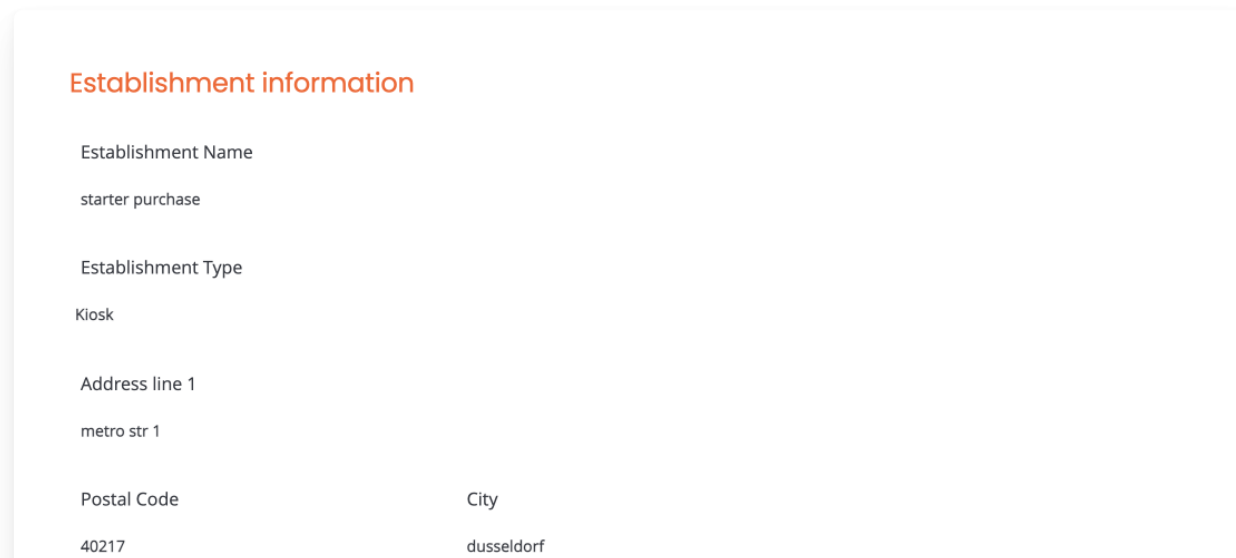 Establishment information
Establishment Name
starter purchase
Establishment Type
Kiosk
Address line 1
metro str 1
Postal Code City
40217 dusseldorf